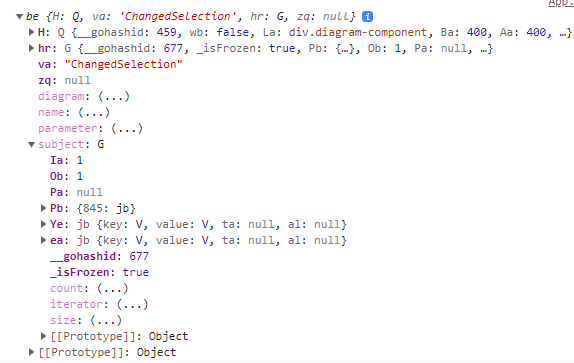 App.
▼ be {H: Q, va: 'ChangedSelection', hr: G, zq: null} i
▶ H: Q {__gohashid: 459, wb: false, La: div.diagram-component, Ba: 400, Aa: 400, …}
▶ hr: G {__gohashid: 677, _isFrozen: true, Pb: {…}, Ob: 1, Pa: null, …}
va: "ChangedSelection"
zq: null
diagram: (...)
name: (...)
parameter: (...)
▼ subject: G
Ia: 1
Ob: 1
Pa: null
▶ Pb: {845: jb}
▶ Ye: jb {key: V, value: V, ta: null, al: null}
▶ ea: jb {key: V, value: V, ta: null, al: null}
__gohashid: 677
_isFrozen: true
count: (...)
iterator: (...)
size: (...)
▶ [[Prototype]]: Object
▶ [[Prototype]]: Object